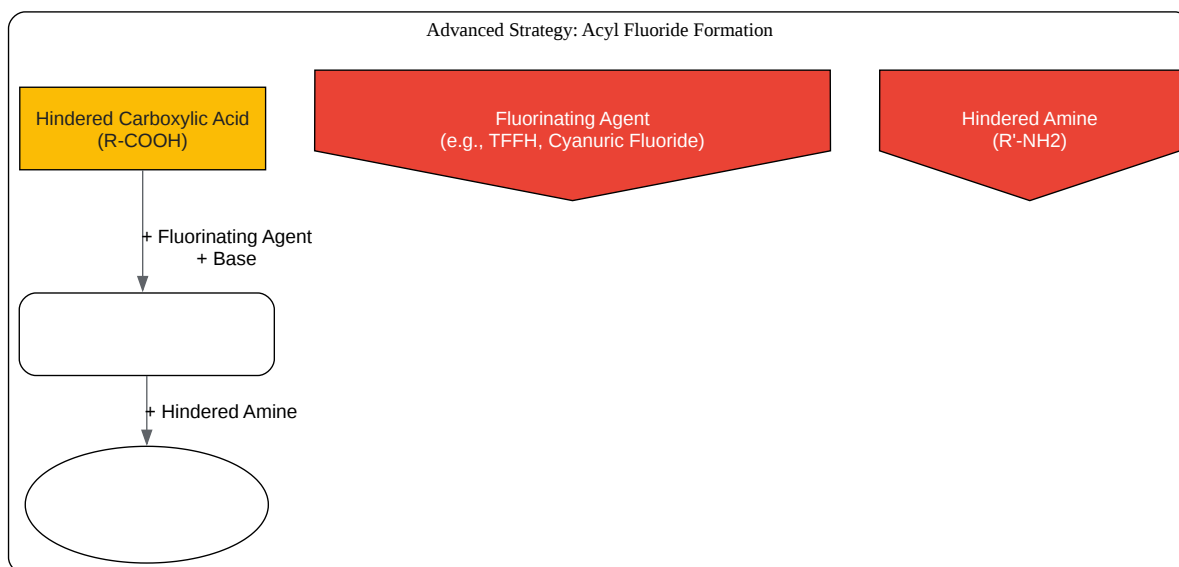 Advanced Strategy: Acyl Fluoride Formation
Hindered Carboxylic Acid
(R-COOH)
Fluorinating Agent
(e.g., TFFH, Cyanuric Fluoride)
Hindered Amine
(R'-NH2)
+ Fluorinating Agent
+ Base
+ Hindered Amine